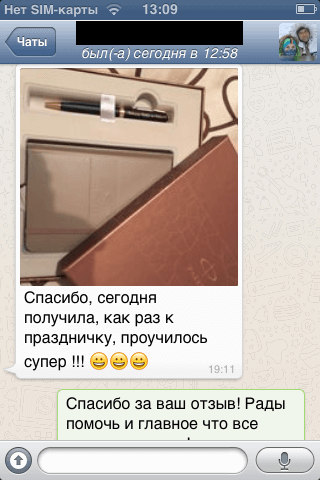 Нет SIM-карты 13:09
Чаты
был(-а) сегодня в 12:58
Спасибо, сегодня
получила, как раз к
праздничку, проучилось
супер !!! 😀😀😀
19:11
Спасибо за ваш отзыв! Рады
помочь и главное что все